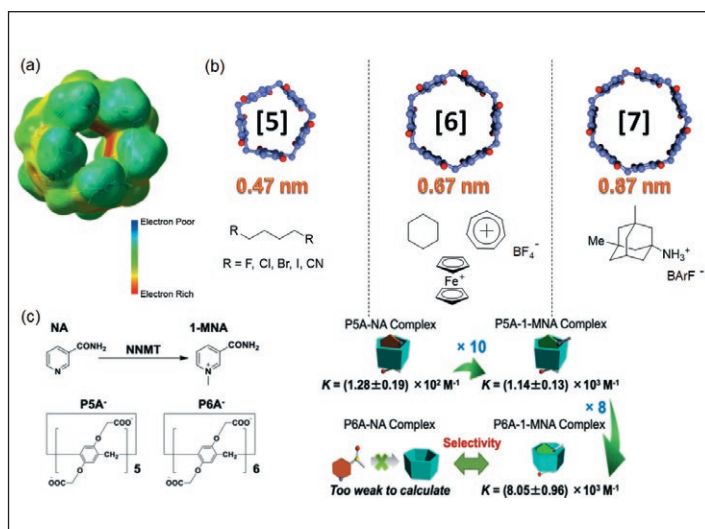 (a)
Electron Poor
Electron Rich
(b)
[5]
[6]
[7]
0.47 nm
0.67 nm
0.87 nm
R
R
R = F, Cl, Br, I, CN
+
BF₄⁻
Fe⁺
Me
NH₃⁺
BArF⁻
(c)
NA
1-MNA
CONH₂
NNMT
CONH₂
N
N⁺
P5A⁻
P6A⁻
COO⁻
O
CH₂
O
⁻OOC
5
COO⁻
O
CH₂
O
⁻OOC
6
P5A-NA Complex
P5A-1-MNA Complex
× 10
K = (1.28±0.19) × 10² M⁻¹
K = (1.14±0.13) × 10³ M⁻¹
× 8
P6A-NA Complex
P6A-1-MNA Complex
Selectivity
Too weak to calculate
K = (8.05±0.96) × 10³ M⁻¹